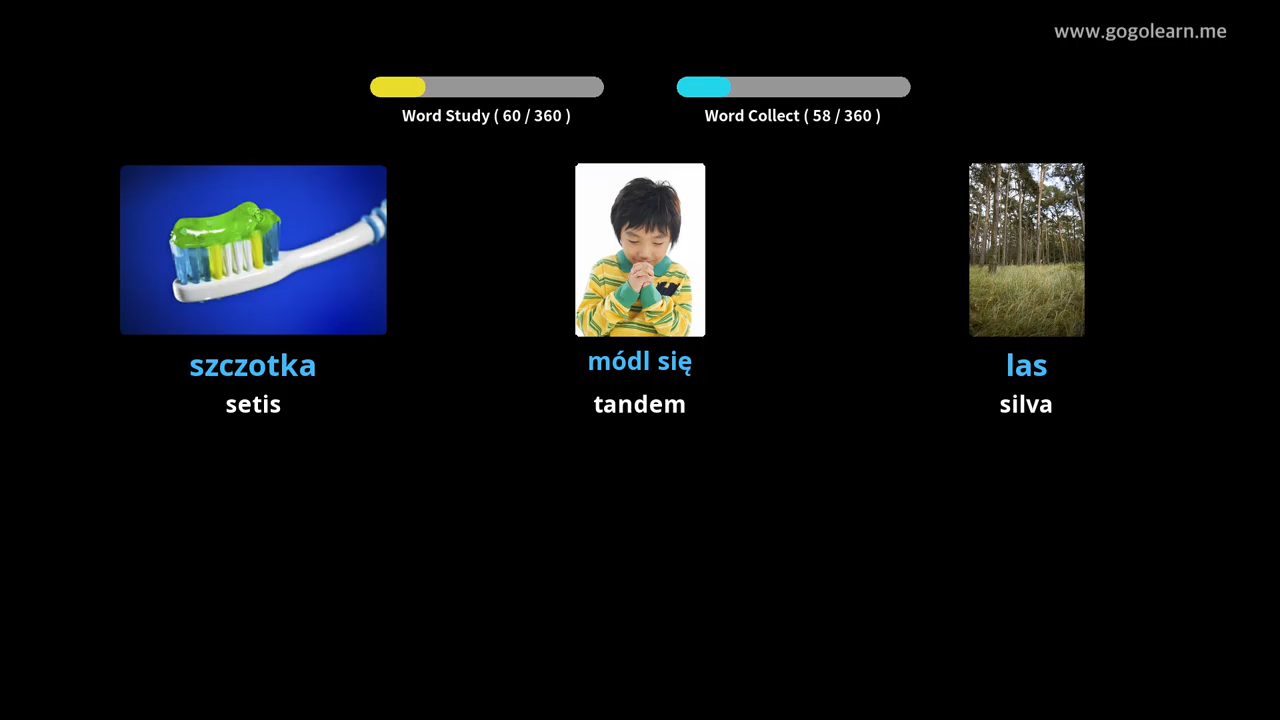 www.gogolearn.me
Word Study ( 60 / 360 )
Word Collect ( 58 / 360 )
szczotka
módl się
las
setis
tandem
silva